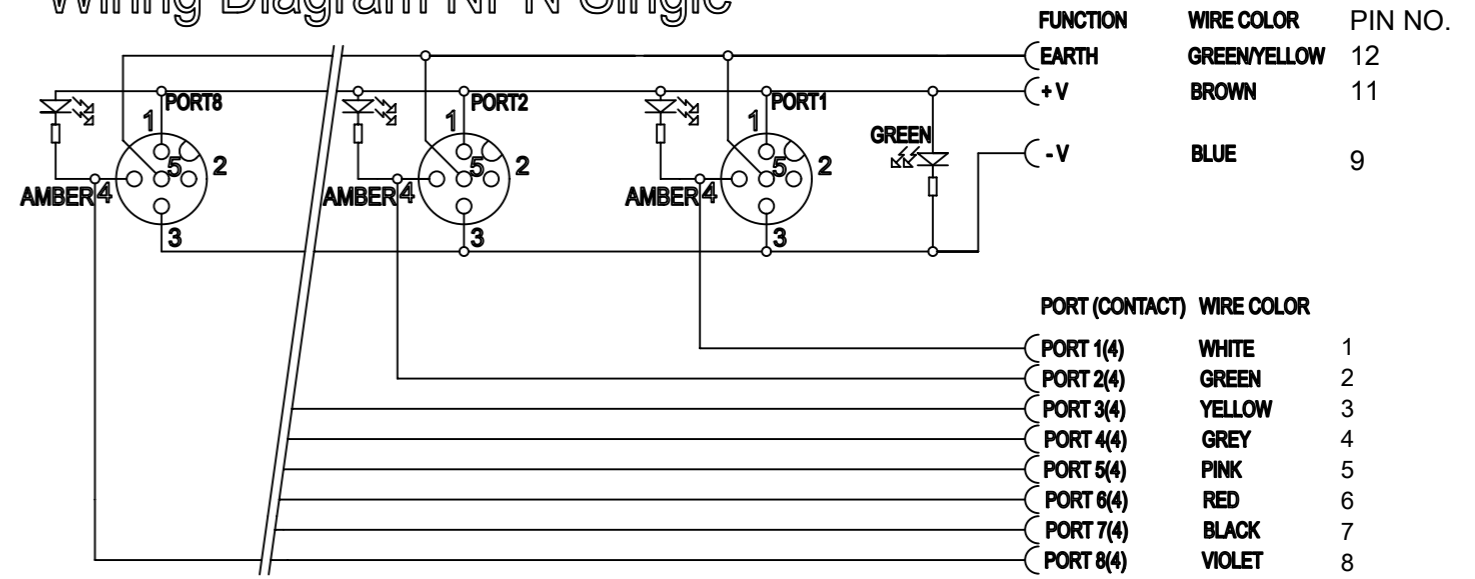 Wiring Diagram NPN Single
FUNCTION WIRE COLOR PIN NO.
EARTH GREEN/YELLOW 12
+V BROWN 11
-V BLUE 9
PORT8 PORT2 PORT1
1 1 1
GREEN
5 2 5 2 5 2
AMBER 4 AMBER 4 AMBER 4
3 3 3
PORT (CONTACT) WIRE COLOR
PORT 1(4) WHITE 1
PORT 2(4) GREEN 2
PORT 3(4) YELLOW 3
PORT 4(4) GREY 4
PORT 5(4) PINK 5
PORT 6(4) RED 6
PORT 7(4) BLACK 7
PORT 8(4) VIOLET 8